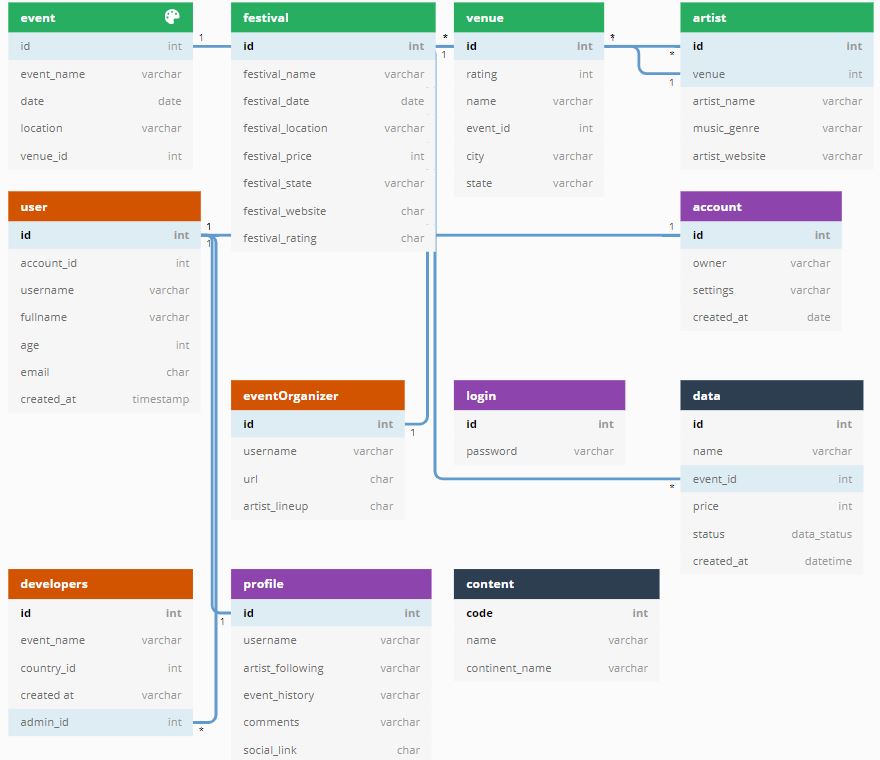 event
id int
event_name varchar
date date
location varchar
venue_id int
festival
id int
festival_name varchar
festival_date date
festival_location varchar
festival_price int
festival_state varchar
festival_website char
festival_rating char
venue
id int
rating int
name varchar
event_id int
city varchar
state varchar
artist
id int
venue int
artist_name varchar
music_genre varchar
artist_website varchar
1
*
1
*
*
1
user
id int
account_id int
username varchar
fullname varchar
age int
email char
created_at timestamp
1
1
1
account
id int
owner varchar
settings varchar
created_at date
eventOrganizer
id int
username varchar
url char
artist_lineup char
1
login
id int
password varchar
data
id int
name varchar
event_id int
price int
status data_status
created_at datetime
*
developers
id int
event_name varchar
country_id int
created at varchar
admin_id int
*
1
profile
id int
username varchar
artist_following varchar
event_history varchar
comments varchar
social_link char
content
code int
name varchar
continent_name varchar